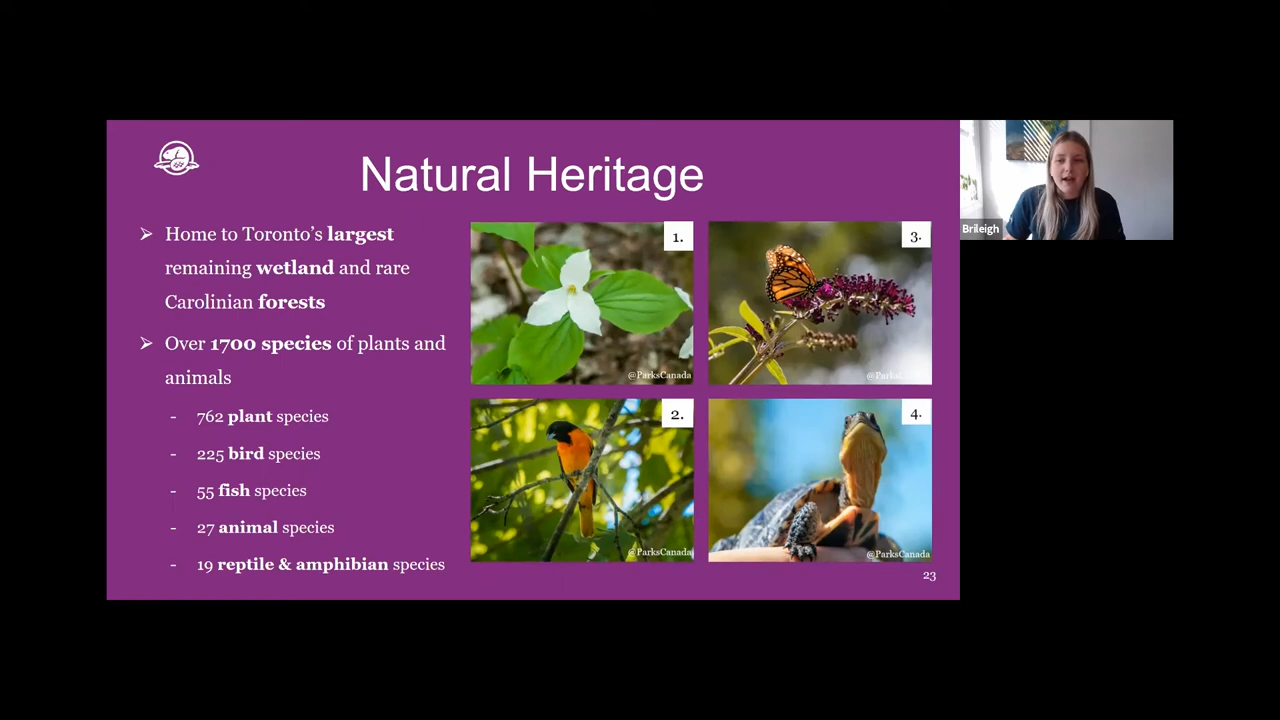 Natural Heritage
➢ Home to Toronto's largest
remaining wetland and rare
Carolinian forests
➢ Over 1700 species of plants and
animals
- 762 plant species
- 225 bird species
- 55 fish species
- 27 animal species
- 19 reptile & amphibian species
1.
@ParksCanada
3.
2.
@ParksCanada
4.
@ParksCanada
23
Brileigh